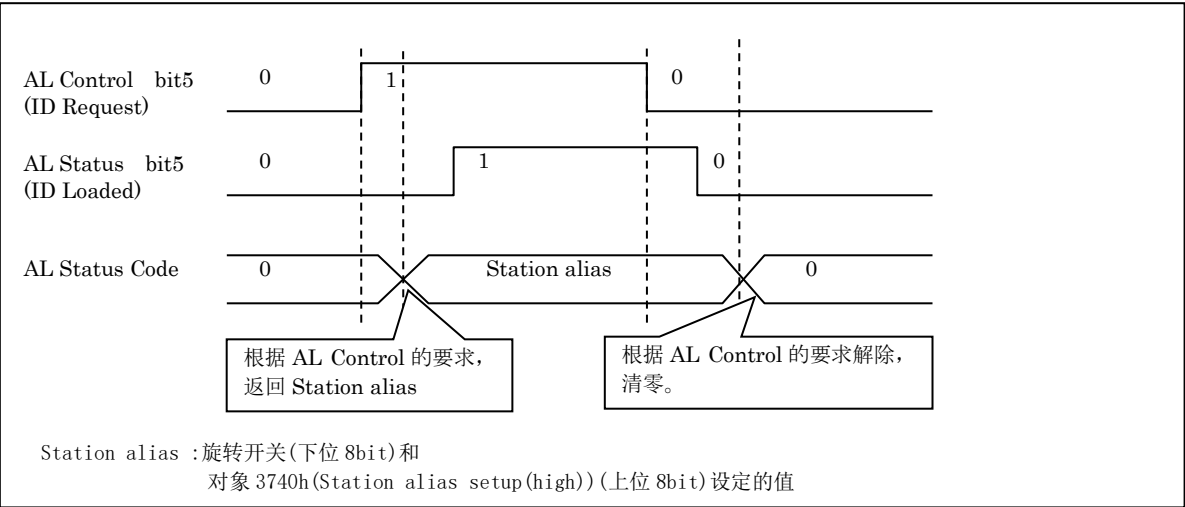 AL Control bit5
(ID Request)
0
1
0
AL Status bit5
(ID Loaded)
0
1
0
AL Status Code
0
Station alias
0
根据 AL Control 的要求，
返回 Station alias
根据 AL Control 的要求解除，
清零。
Station alias :旋转开关(下位 8bit)和
对象 3740h(Station alias setup(high))(上位 8bit)设定的值